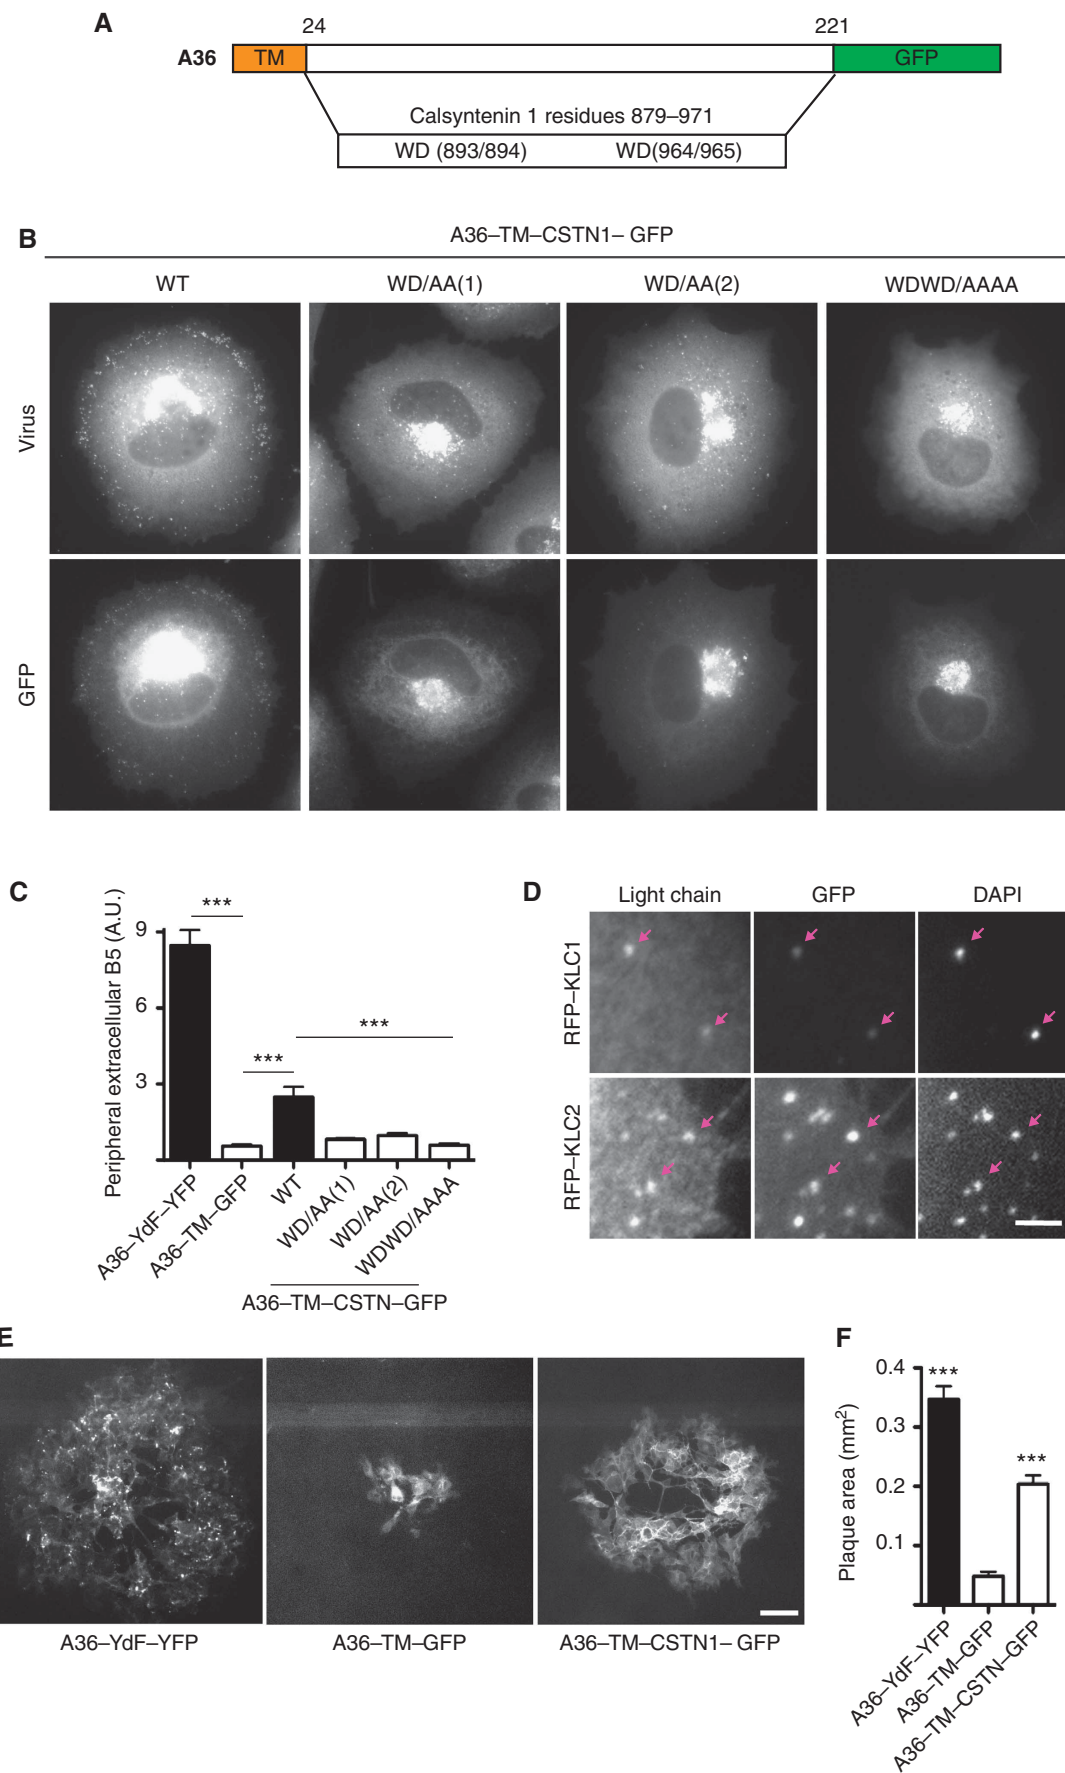 A
24
221
A36
TM
GFP
Calsyntenin 1 residues 879–971
WD (893/894)
WD(964/965)
B
A36–TM–CSTN1– GFP
WT
WD/AA(1)
WD/AA(2)
WDWD/AAAA
Virus
GFP
C
Peripheral extracellular B5 (A.U.)
9
6
3
***
***
***
A36–YdF–YFP
A36–TM–GFP
WT
WD/AA(1)
WD/AA(2)
WDWD/AAAA
A36–TM–CSTN–GFP
D
Light chain
GFP
DAPI
RFP–KLC1
RFP–KLC2
E
A36–YdF–YFP
A36–TM–GFP
A36–TM–CSTN1– GFP
F
Plaque area (mm²)
0.4
0.3
0.2
0.1
***
***
A36–YdF–YFP
A36–TM–GFP
A36–TM–CSTN–GFP